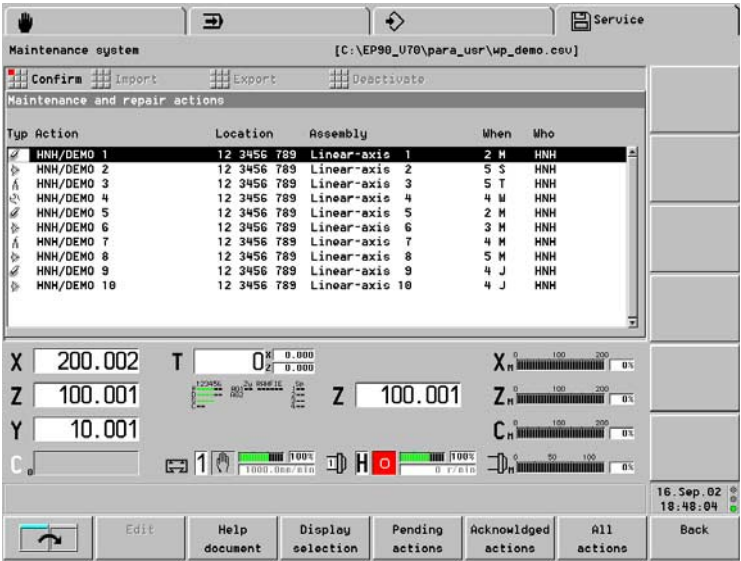 Service
Maintenance system [C:\EP90_V70\para_usr\wp_demo.csv]
Confirm Import Export Deactivate
Maintenance and repair actions
Typ Action Location Assembly When Who
HNH/DEMO 1 12 3456 789 Linear-axis 1 2 M HNH
HNH/DEMO 2 12 3456 789 Linear-axis 2 5 S HNH
HNH/DEMO 3 12 3456 789 Linear-axis 3 5 T HNH
HNH/DEMO 4 12 3456 789 Linear-axis 4 4 W HNH
HNH/DEMO 5 12 3456 789 Linear-axis 5 2 M HNH
HNH/DEMO 6 12 3456 789 Linear-axis 6 3 M HNH
HNH/DEMO 7 12 3456 789 Linear-axis 7 4 M HNH
HNH/DEMO 8 12 3456 789 Linear-axis 8 5 M HNH
HNH/DEMO 9 12 3456 789 Linear-axis 9 4 J HNH
HNH/DEMO 10 12 3456 789 Linear-axis 10 4 J HNH
X 200.002 T 0 X 0.000 Z 0.000 X M 0 100 200 0%
Z 100.001 Z 100.001 Z M 0 100 200 0%
Y 10.001 C M 0 100 200 0%
C 0 1 100% 1000.0mm/min 1 H 0 100% 0 r/min M 0 50 100 0%
16.Sep.02
18:48:04
Edit Help document Display selection Pending actions Acknowldged actions All actions Back